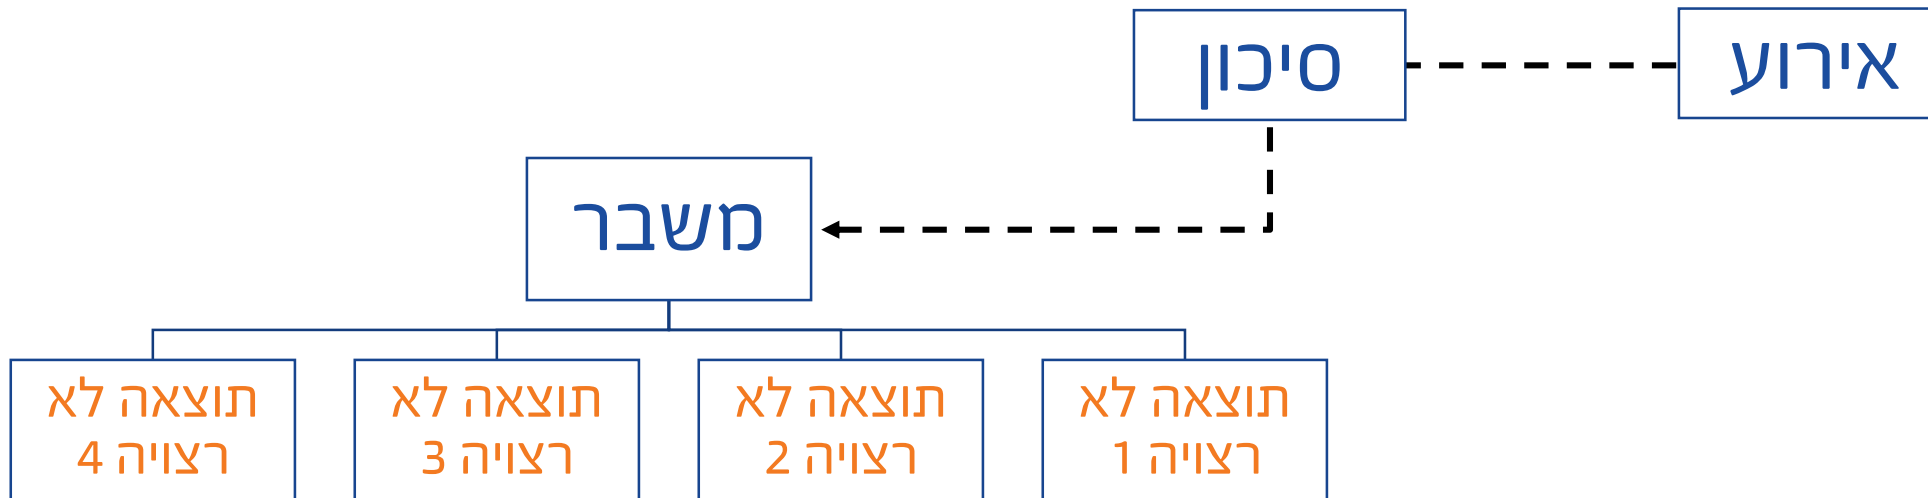 אירוע
סיכון
משבר
תוצאה לא
רצויה 1
תוצאה לא
רצויה 2
תוצאה לא
רצויה 3
תוצאה לא
רצויה 4